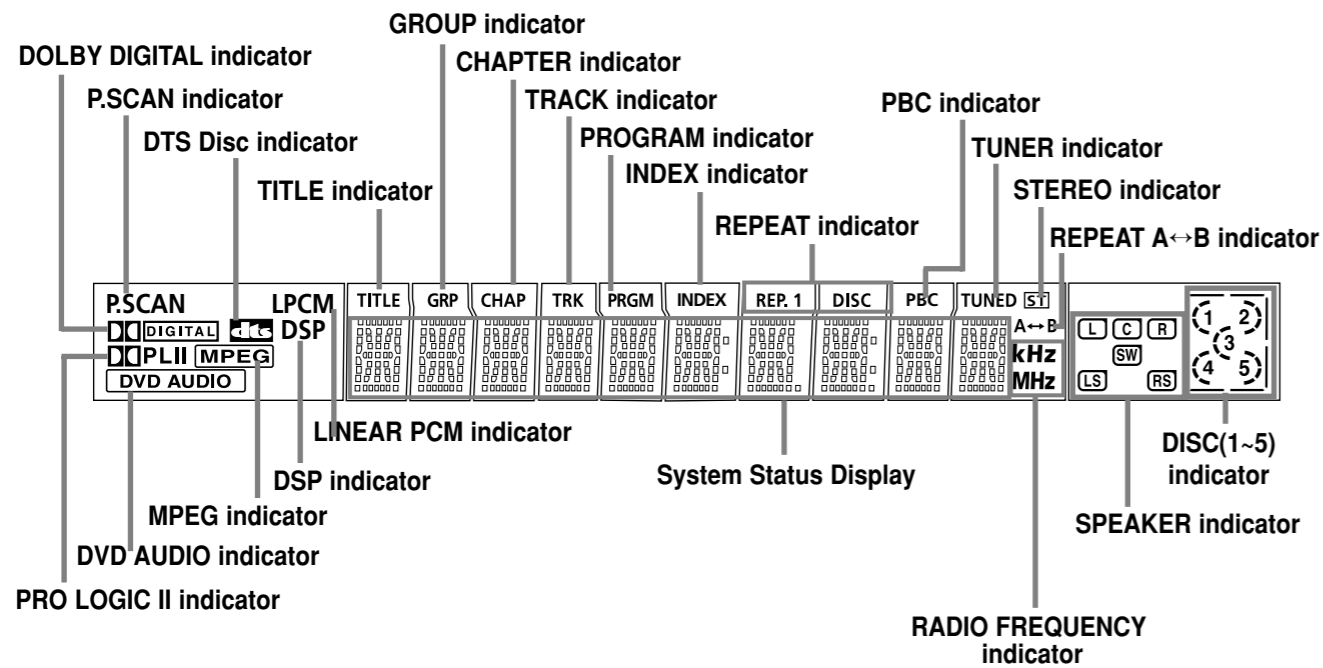 GROUP indicator
DOLBY DIGITAL indicator
CHAPTER indicator
P.SCAN indicator
TRACK indicator
PBC indicator
DTS Disc indicator
PROGRAM indicator
TUNER indicator
TITLE indicator
INDEX indicator
STEREO indicator
REPEAT indicator
REPEAT A↔B indicator
P.SCAN LPCM TITLE GRP CHAP TRK PRGM INDEX REP. 1 DISC PBC TUNED ST
DIGITAL dts DSP A↔B L C R 1 2
PLII MPEG kHz SW 3
DVD AUDIO MHz LS RS 4 5
LINEAR PCM indicator
DISC(1~5)
indicator
System Status Display
DSP indicator
MPEG indicator
SPEAKER indicator
DVD AUDIO indicator
PRO LOGIC II indicator
RADIO FREQUENCY
indicator